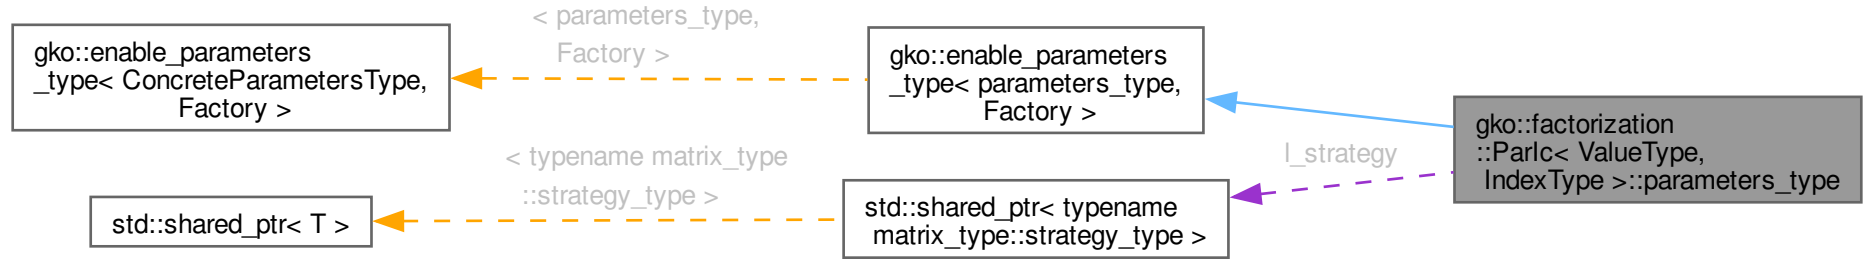 < parameters_type,
Factory >
gko::enable_parameters
_type< ConcreteParametersType,
Factory >
gko::enable_parameters
_type< parameters_type,
Factory >
gko::factorization
::ParIc< ValueType,
IndexType >::parameters_type
< typename matrix_type
::strategy_type >
l_strategy
std::shared_ptr< T >
std::shared_ptr< typename
matrix_type::strategy_type >